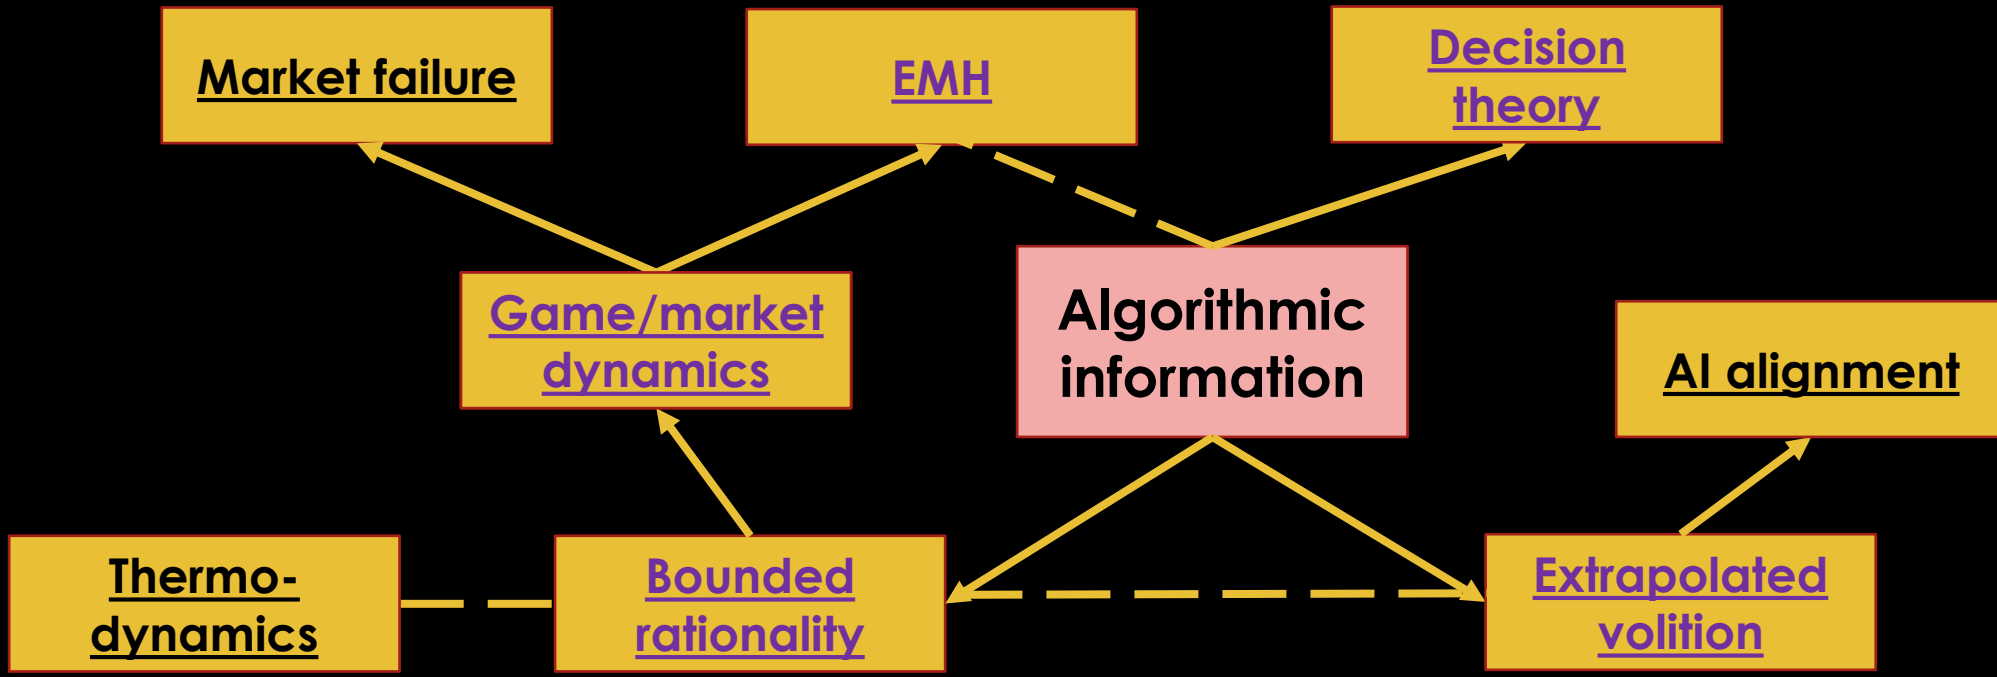 Market failure
EMH
Decision
theory
Game/market
dynamics
Algorithmic
information
AI alignment
Thermo-
dynamics
Bounded
rationality
Extrapolated
volition